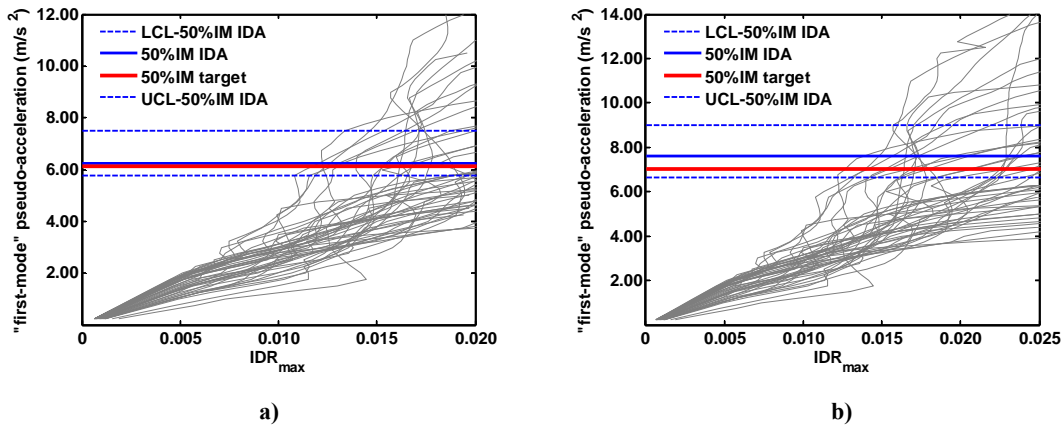 "first-mode" pseudo-acceleration (m/s 2)
12.00
10.00
8.00
6.00
4.00
2.00
LCL-50%IM IDA
50%IM IDA
50%IM target
UCL-50%IM IDA
0 0.005 0.010 0.015 0.020
IDRmax
a)
"first-mode" pseudo-acceleration (m/s 2)
14.00
12.00
10.00
8.00
6.00
4.00
2.00
LCL-50%IM IDA
50%IM IDA
50%IM target
UCL-50%IM IDA
0 0.005 0.010 0.015 0.020 0.025
IDRmax
b)